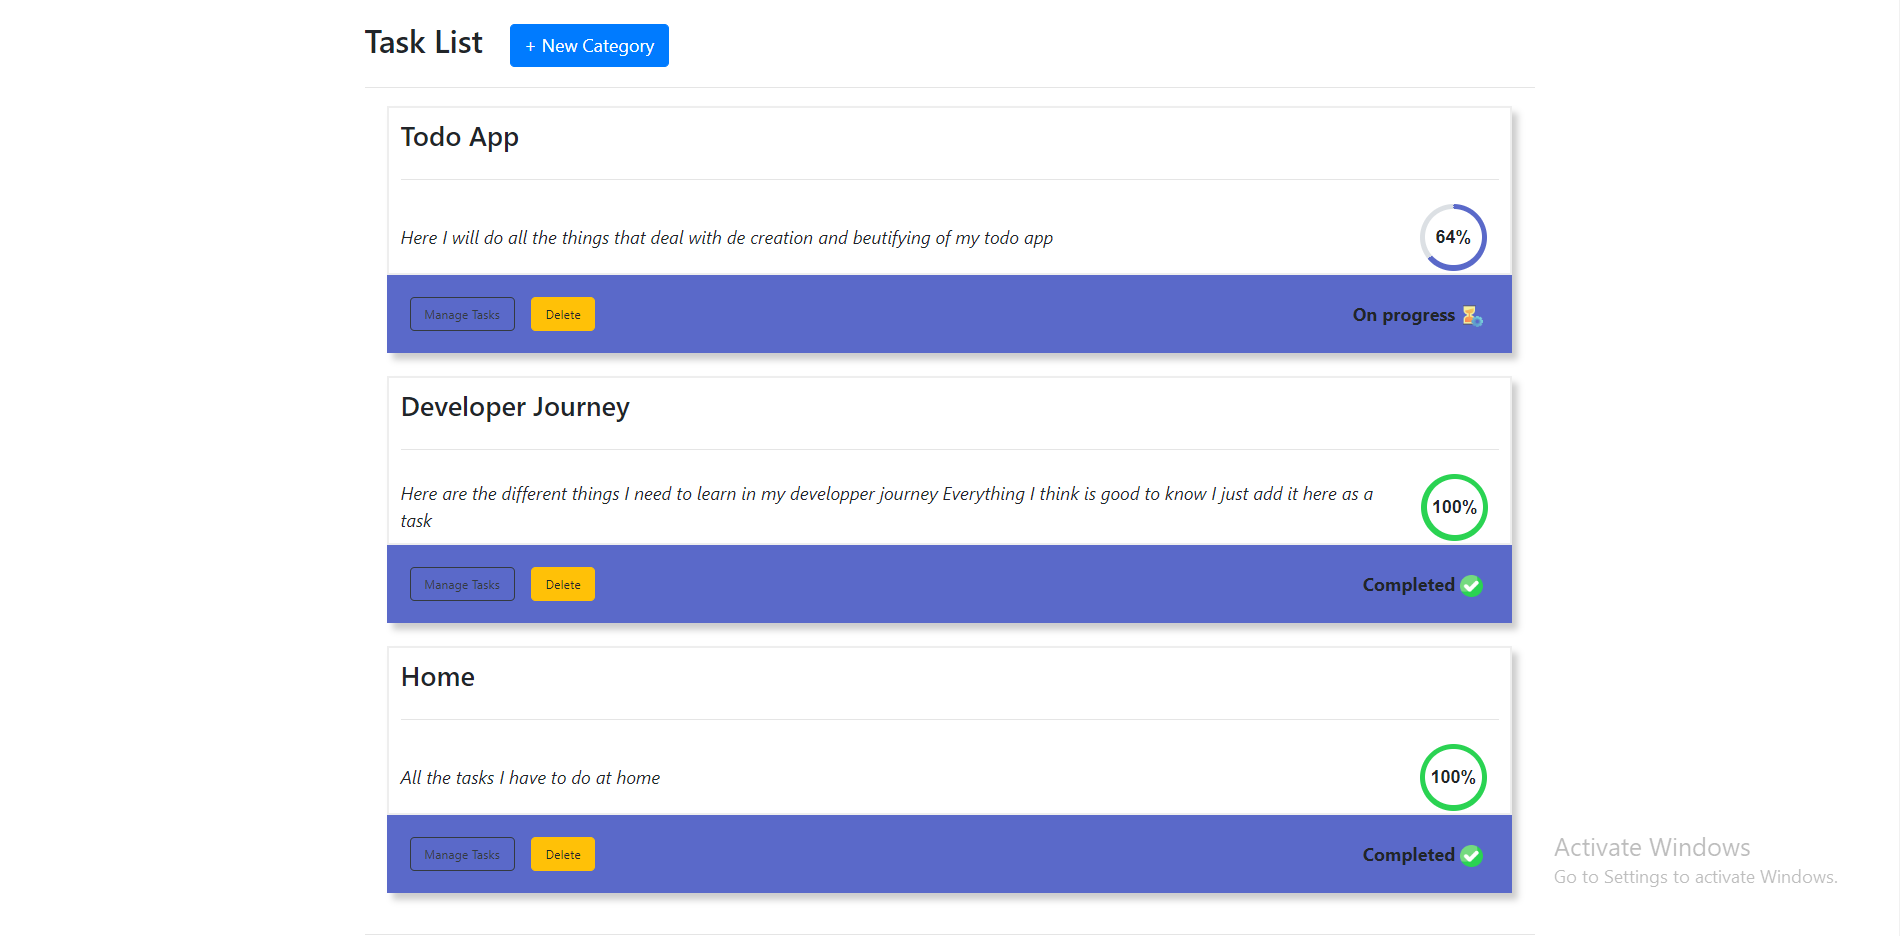 Task List
+ New Category
Todo App
Here I will do all the things that deal with de creation and beutifying of my todo app
64%
Manage Tasks
Delete
On progress
Developer Journey
Here are the different things I need to learn in my developper journey Everything I think is good to know I just add it here as a
task
100%
Manage Tasks
Delete
Completed
Home
All the tasks I have to do at home
100%
Manage Tasks
Delete
Completed
Activate Windows
Go to Settings to activate Windows.